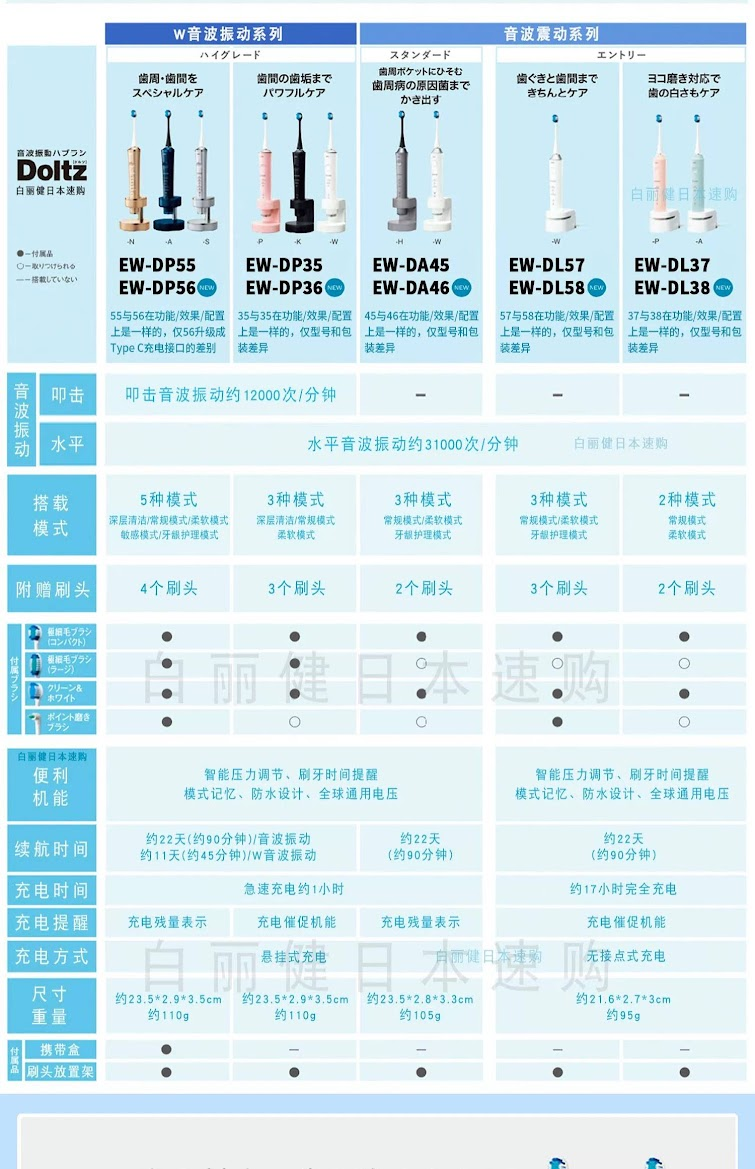 W音波振动系列
音波震动系列
ハイグレード
スタンダード
エントリー
音波振動ハブラシ
Doltz
白丽健日本速购
●—付属品
○—取りつけられる
—搭載していない
歯周・歯間を
スペシャルケア
-N -A -S
EW-DP55
EW-DP56 NEW
55与56在功能/效果/配置
上是一样的，仅56升级成
Type C充电接口的差别
歯間の歯垢まで
パワフルケア
-P -K -W
EW-DP35
EW-DP36 NEW
35与35在功能/效果/配置
上是一样的，仅型号和包
装差异
歯周ポケットにひそむ
歯周病の原因菌まで
かき出す
-H -W
EW-DA45
EW-DA46 NEW
45与46在功能/效果/配置
上是一样的，仅型号和包
装差异
歯ぐきと歯間まで
きちんとケア
-W
EW-DL57
EW-DL58 NEW
57与58在功能/效果/配置
上是一样的，仅型号和包
装差异
ヨコ磨き対応で
歯の白さもケア
白丽健日本速购
-P -A
EW-DL37
EW-DL38 NEW
37与38在功能/效果/配置
上是一样的，仅型号和包
装差异
音波振动
叩击
叩击音波振动约12000次/分钟
— — —
水平
水平音波振动约31000次/分钟
白丽健日本速购
搭载
模式
5种模式
深层清洁/常规模式/柔软模式
敏感模式/牙龈护理模式
3种模式
深层清洁/常规模式
柔软模式
3种模式
常规模式/柔软模式
牙龈护理模式
3种模式
常规模式/柔软模式
牙龈护理模式
2种模式
常规模式
柔软模式
附赠刷头
4个刷头
3个刷头
2个刷头
3个刷头
2个刷头
付属ブラシ
極細毛ブラシ
(コンパクト)
● ● ● ● ●
極細毛ブラシ
(ラージ)
● ● ○ ○ ○
クリーン&
ホワイト
● ● ● ● ●
ポイント磨き
ブラシ
● ○ ○ ● ○
白丽健日本速购
白丽健日本速购
便利
机能
智能压力调节、刷牙时间提醒
模式记忆、防水设计、全球通用电压
智能压力调节、刷牙时间提醒
模式记忆、防水设计、全球通用电压
续航时间
约22天(约90分钟)/音波振动
约11天(约45分钟)/W音波振动
约22天
(约90分钟)
约22天
(约90分钟)
充电时间
急速充电约1小时
约17小时完全充电
充电提醒
充电残量表示
充电催促机能
充电残量表示
充电催促机能
充电方式
悬挂式充电
白丽健日本速购
无接点式充电
白丽健日本速购
尺寸
重量
约23.5*2.9*3.5cm
约110g
约23.5*2.9*3.5cm
约110g
约23.5*2.8*3.3cm
约105g
约21.6*2.7*3cm
约95g
付属品
携带盒
● — — — —
刷头放置架
● ● ● ● ●